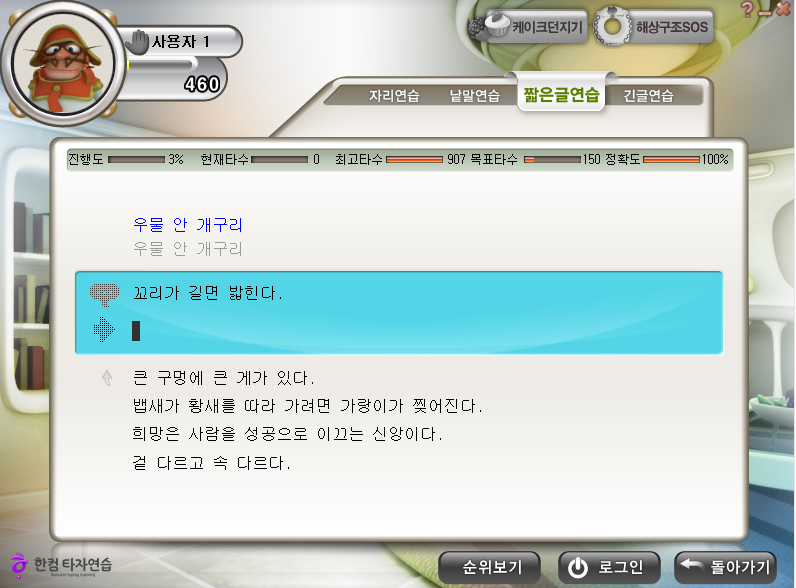 사용자 1
460
케이크던지기 해상구조SOS
자리연습 낱말연습 짧은글연습 긴글연습
진행도 3% 현재타수 0 최고타수 907 목표타수 150 정확도 100%
우물 안 개구리
우물 안 개구리
꼬리가 길면 밟힌다.
큰 구멍에 큰 게가 있다.
뱁새가 황새를 따라 가려면 가랑이가 찢어진다.
희망은 사람을 성공으로 이끄는 신앙이다.
겉 다르고 속 다르다.
한컴 타자연습
Hancom typing training
순위보기 로그인 돌아가기